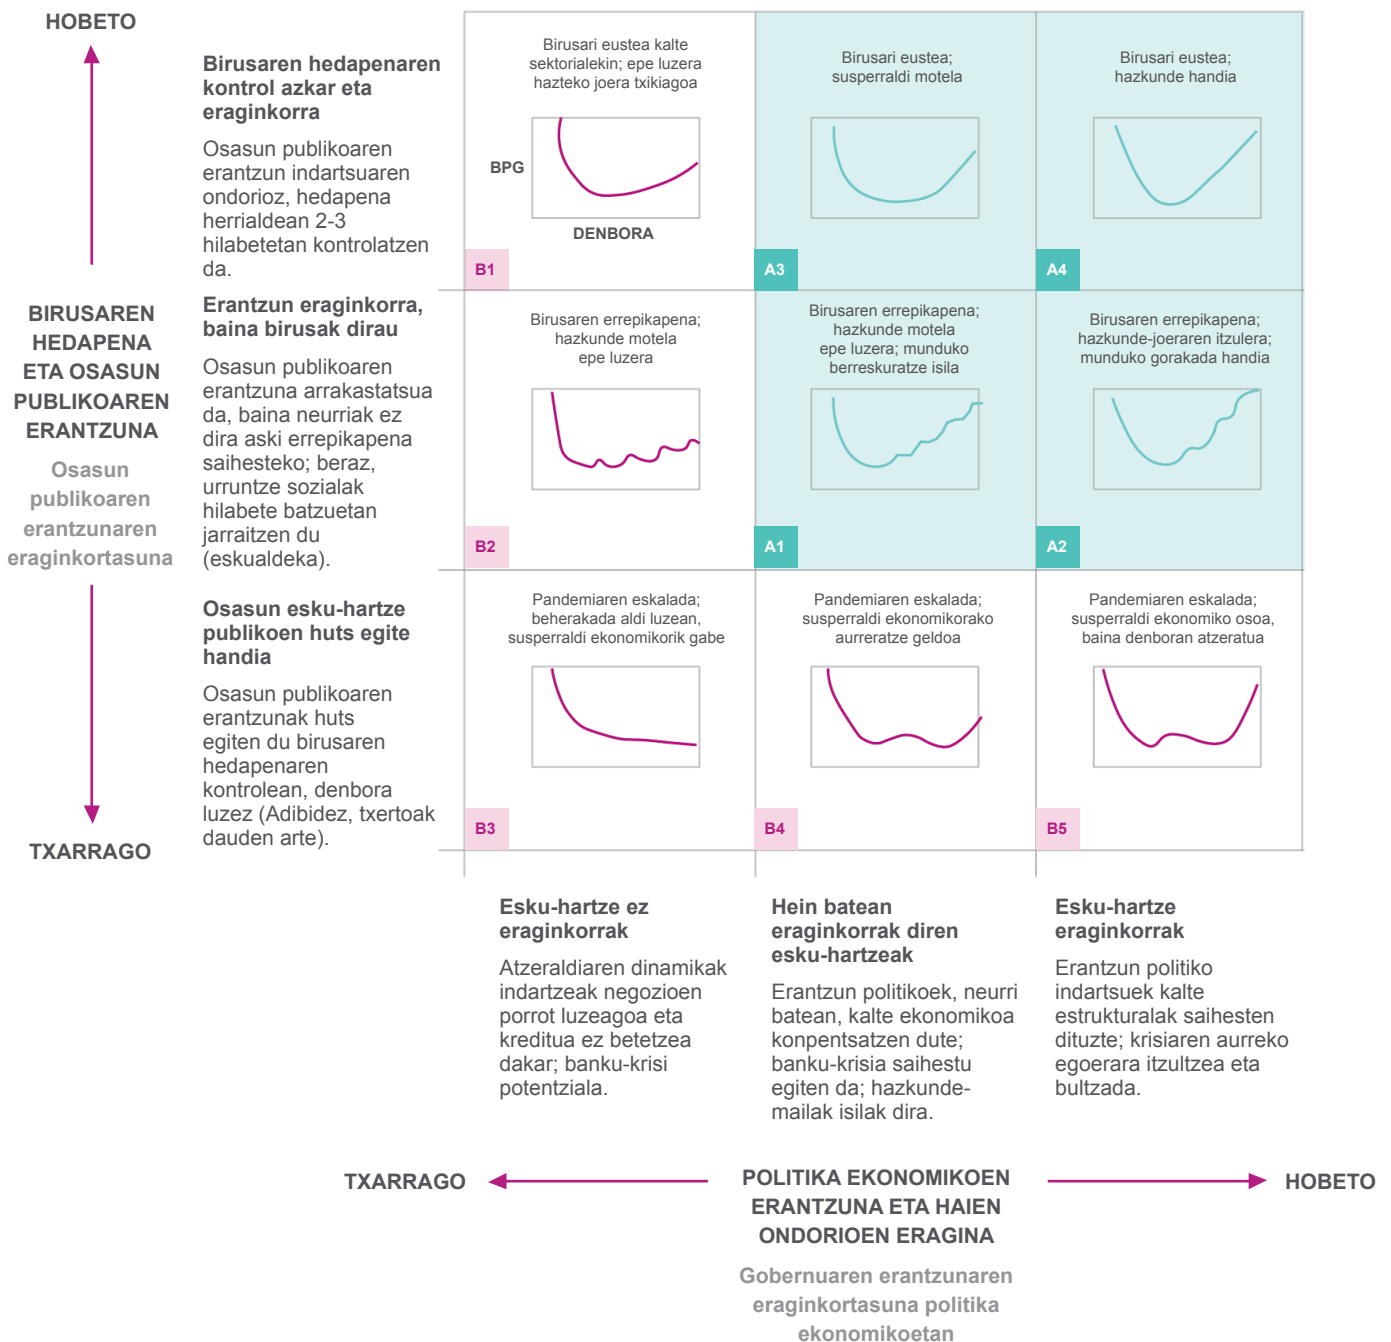 HOBETO
BIRUSAREN
HEDAPENA
ETA OSASUN
PUBLIKOAREN
ERANTZUNA
Osasun
publikoaren
erantzunaren
eraginkortasuna
TXARRAGO
Birusaren hedapenaren
kontrol azkar eta
eraginkorra
Osasun publikoaren
erantzun indartsuaren
ondorioz, hedapena
herrialdean 2-3
hilabetetan kontrolatzen
da.
Birusari eustea kalte
sektorialekin; epe luzera
hazteko joera txikiagoa
BPG
DENBORA
B1
Birusari eustea;
susperraldi motela
A3
Birusari eustea;
hazkunde handia
A4
Erantzun eraginkorra,
baina birusak dirau
Osasun publikoaren
erantzuna arrakastatsua
da, baina neurriak ez
dira aski errepikapena
saihesteko; beraz,
urruntze sozialak
hilabete batzuetan
jarraitzen du
(eskualdeka).
Birusaren errepikapena;
hazkunde motela
epe luzera
B2
Birusaren errepikapena;
hazkunde motela
epe luzera; munduko
berreskuratze isila
A1
Birusaren errepikapena;
hazkunde-joeraren itzulera;
munduko gorakada handia
A2
Osasun esku-hartze
publikoen huts egite
handia
Osasun publikoaren
erantzunak huts
egiten du birusaren
hedapenaren
kontrolean, denbora
luzez (Adibidez, txertoak
dauden arte).
Pandemiaren eskalada;
beherakada aldi luzean,
susperraldi ekonomikorik gabe
B3
Pandemiaren eskalada;
susperraldi ekonomikorako
aurreratze geldoa
B4
Pandemiaren eskalada;
susperraldi ekonomiko osoa,
baina denboran atzeratua
B5
Esku-hartze ez
eraginkorrak
Atzeraldiaren dinamikak
indartzeak negozioen
porrot luzeagoa eta
kreditua ez betetzea
dakar; banku-krisi
potentziala.
Hein batean
eraginkorrak diren
esku-hartzeak
Erantzun politikoek, neurri
batean, kalte ekonomikoa
konpentsatzen dute;
banku-krisia saihestu
egiten da; hazkunde-
mailak isilak dira.
Esku-hartze
eraginkorrak
Erantzun politiko
indartsuek kalte
estrukturalak saihesten
dituzte; krisiaren aurreko
egoerara itzultzea eta
bultzada.
TXARRAGO
POLITIKA EKONOMIKOEN
ERANTZUNA ETA HAIEN
ONDORIOEN ERAGINA
Gobernuaren erantzunaren
eraginkortasuna politika
ekonomikoetan
HOBETO